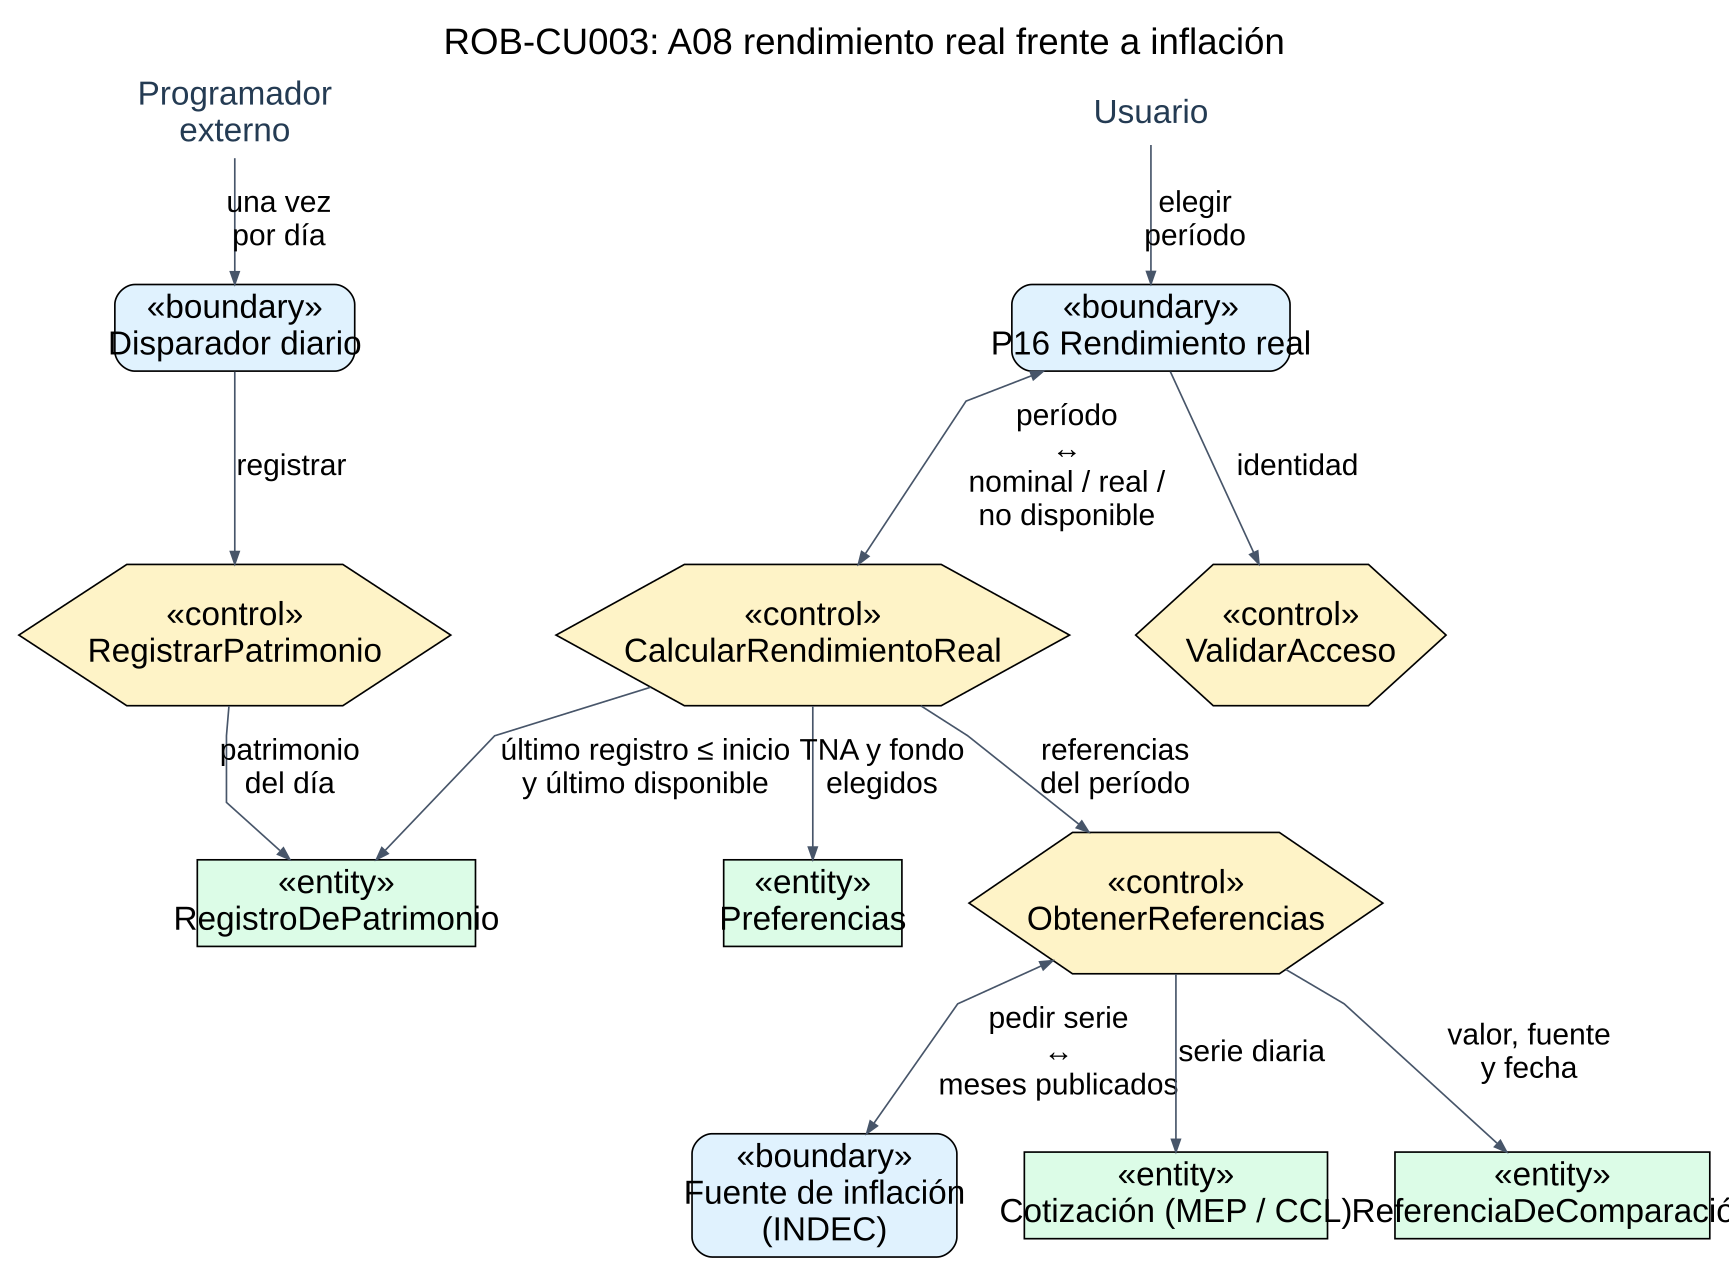 ROB-CU003: A08 rendimiento real frente a inflación
Programador
externo
Usuario
una vez
por día
elegir
período
«boundary»
Disparador diario
«boundary»
P16 Rendimiento real
registrar
período
↔
nominal / real /
no disponible
identidad
«control»
RegistrarPatrimonio
«control»
CalcularRendimientoReal
«control»
ValidarAcceso
patrimonio
del día
último registro ≤ inicio
y último disponible
TNA y fondo
elegidos
referencias
del período
«entity»
RegistroDePatrimonio
«entity»
Preferencias
«control»
ObtenerReferencias
pedir serie
↔
meses publicados
serie diaria
valor, fuente
y fecha
«boundary»
Fuente de inflación
(INDEC)
«entity»
Cotización (MEP / CCL)
«entity»
ReferenciaDeComparació